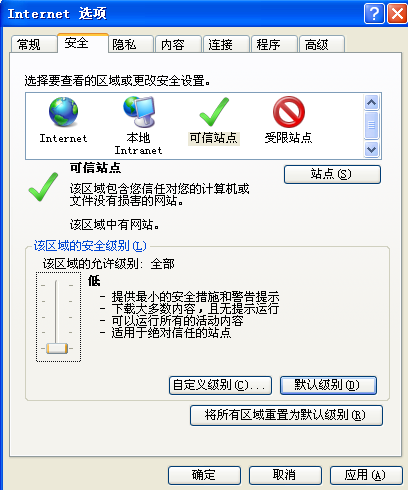 Internet 选项
常规 安全 隐私 内容 连接 程序 高级
选择要查看的区域或更改安全设置。
Internet 本地 Intranet 可信站点 受限站点
可信站点
站点(S)
该区域包含您信任对您的计算机或
文件没有损害的网站。
该区域中有网站。
该区域的安全级别(L)
该区域的允许级别: 全部
低
- 提供最小的安全措施和警告提示
- 下载大多数内容，且无提示运行
- 可以运行所有的活动内容
- 适用于绝对信任的站点
自定义级别(C)... 默认级别(D)
将所有区域重置为默认级别(R)
确定 取消 应用(A)